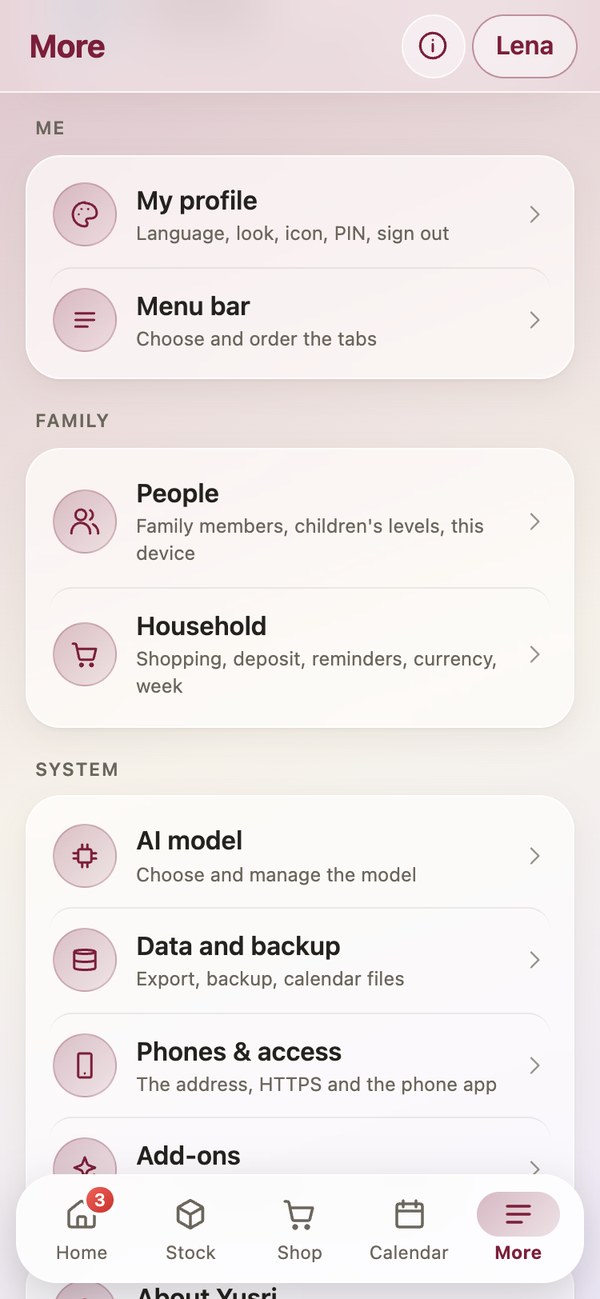 More
Lena
ME
My profile
Language, look, icon, PIN, sign out
Menu bar
Choose and order the tabs
FAMILY
People
Family members, children's levels, this
device
Household
Shopping, deposit, reminders, currency,
week
SYSTEM
AI model
Choose and manage the model
Data and backup
Export, backup, calendar files
Phones & access
The address, HTTPS and the phone app
Add-ons
3
Home
Stock
Shop
Calendar
More
About Yusri